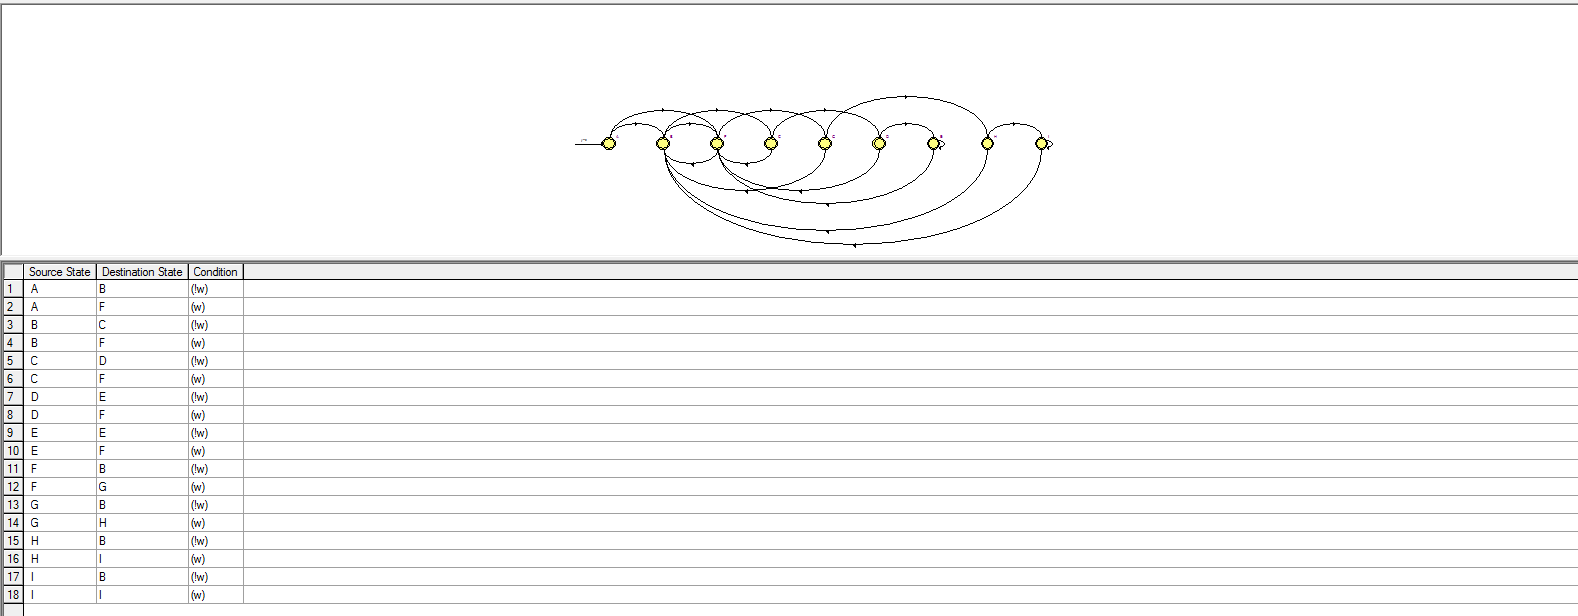 Source State Destination State Condition
1 A B (!w)
2 A F (w)
3 B C (!w)
4 B F (w)
5 C D (!w)
6 C F (w)
7 D E (!w)
8 D F (w)
9 E E (!w)
10 E F (w)
11 F B (!w)
12 F G (w)
13 G B (!w)
14 G H (w)
15 H B (!w)
16 H I (w)
17 I B (!w)
18 I I (w)